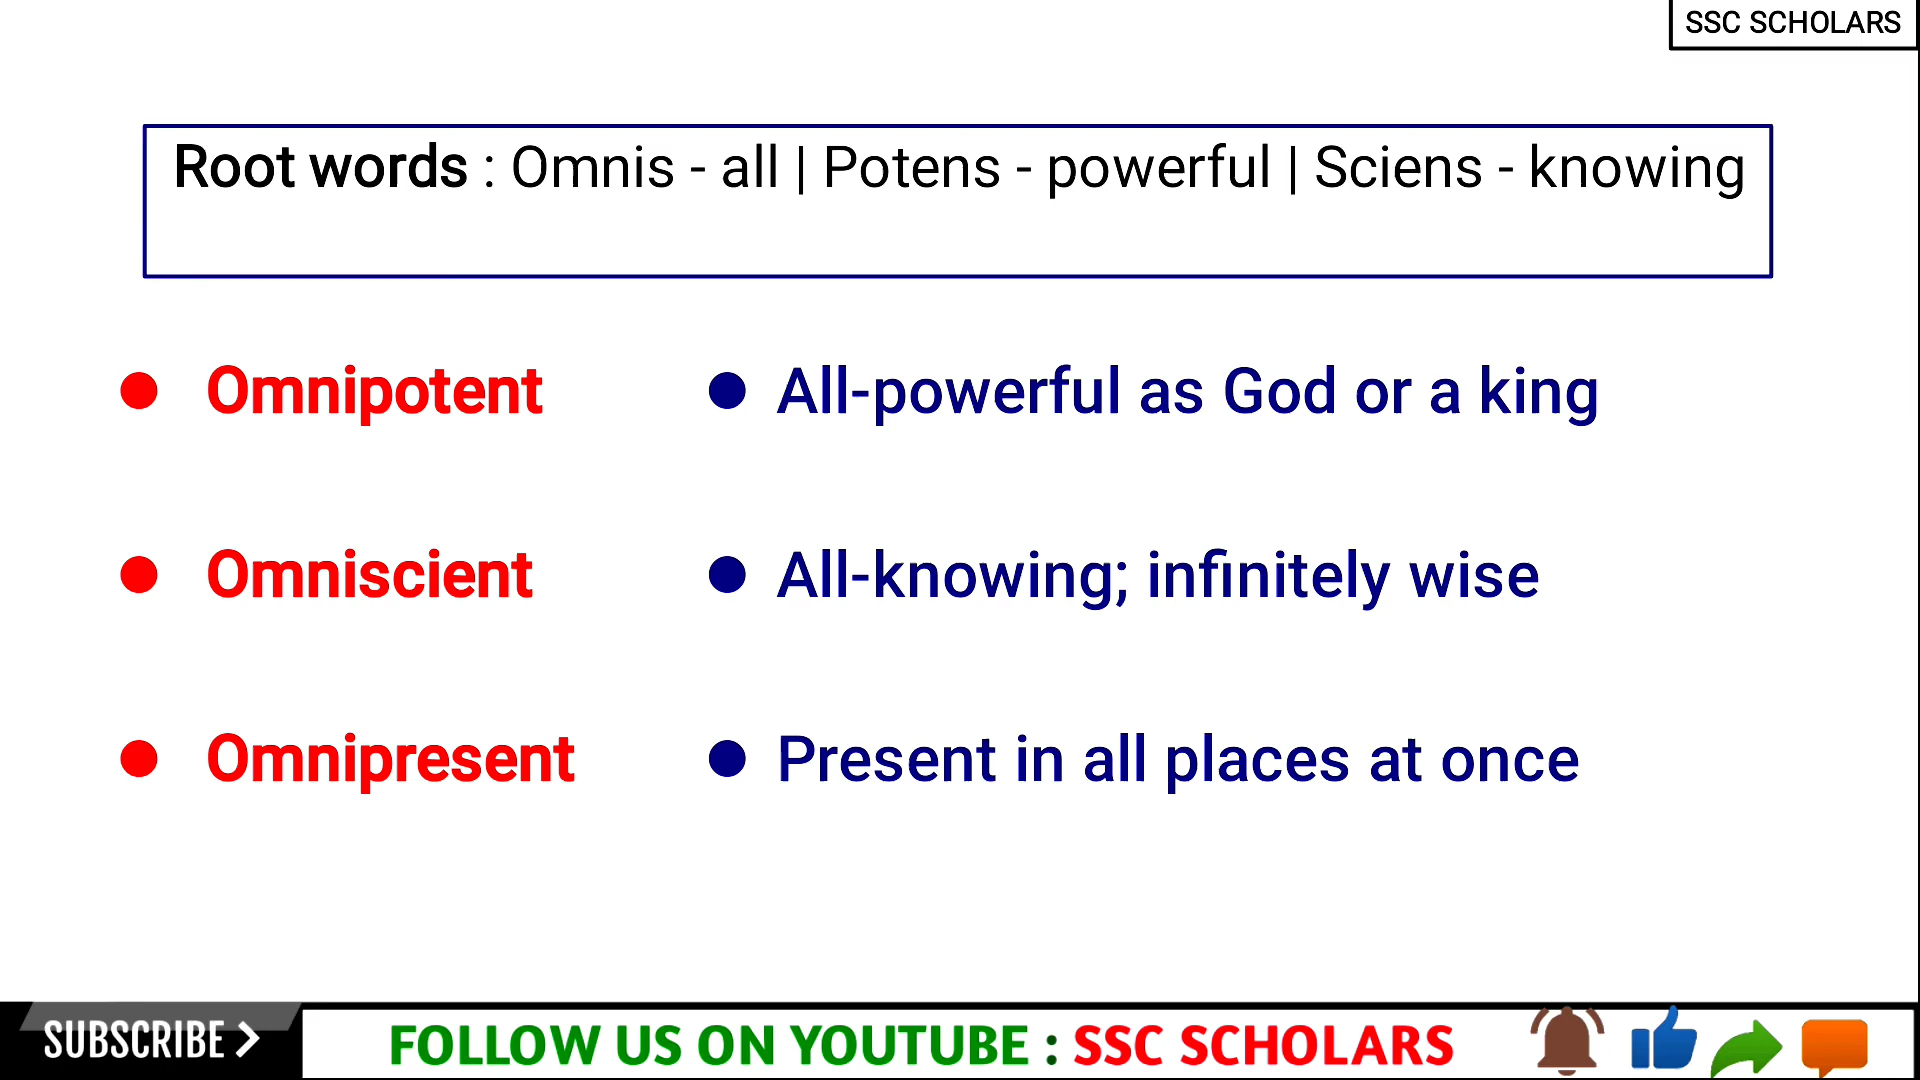 SSC SCHOLARS
Root words : Omnis - all | Potens - powerful | Sciens - knowing
Omnipotent
All-powerful as God or a king
Omniscient
All-knowing; infinitely wise
Omnipresent
Present in all places at once
SUBSCRIBE
FOLLOW US ON YOUTUBE : SSC SCHOLARS